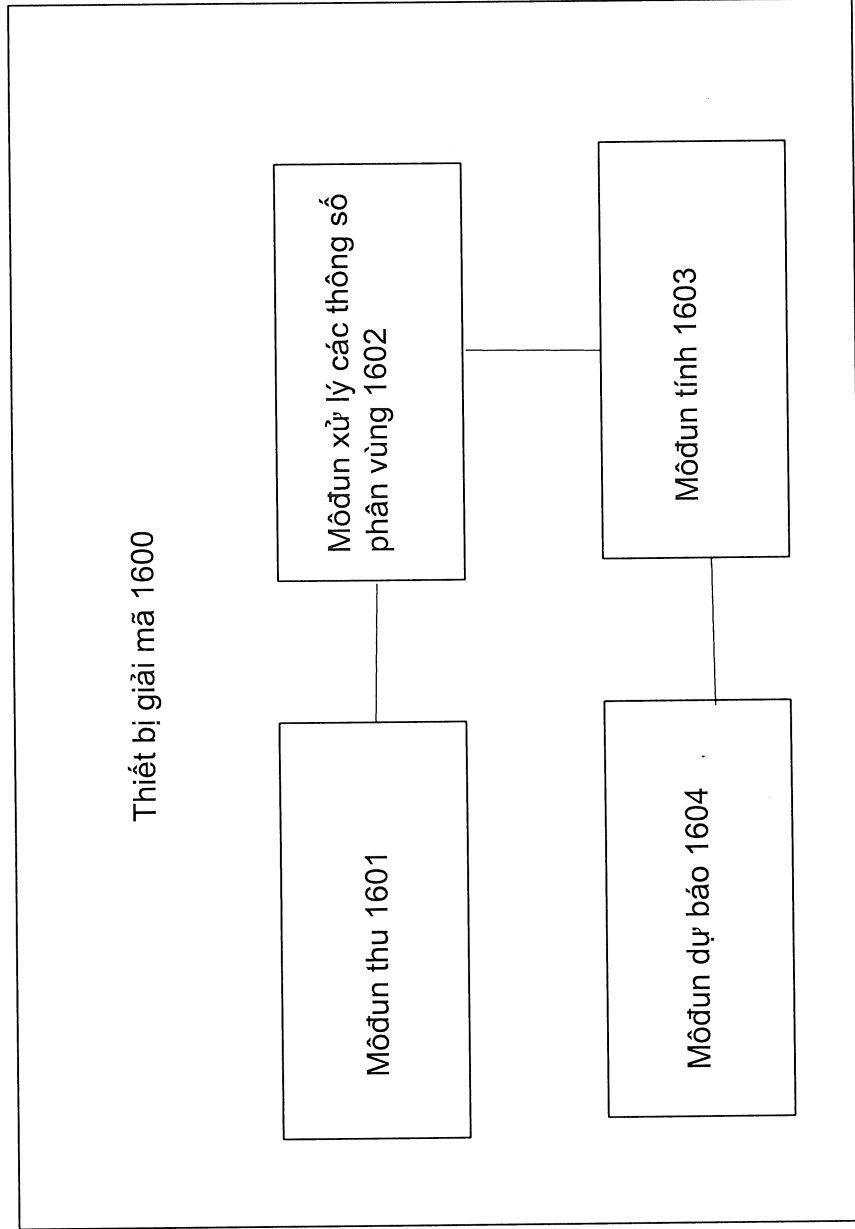 Thiết bị giải mã 1600
Môđun thu 1601
Môđun xử lý các thông số
phân vùng 1602
Môđun dự báo 1604
Môđun tính 1603